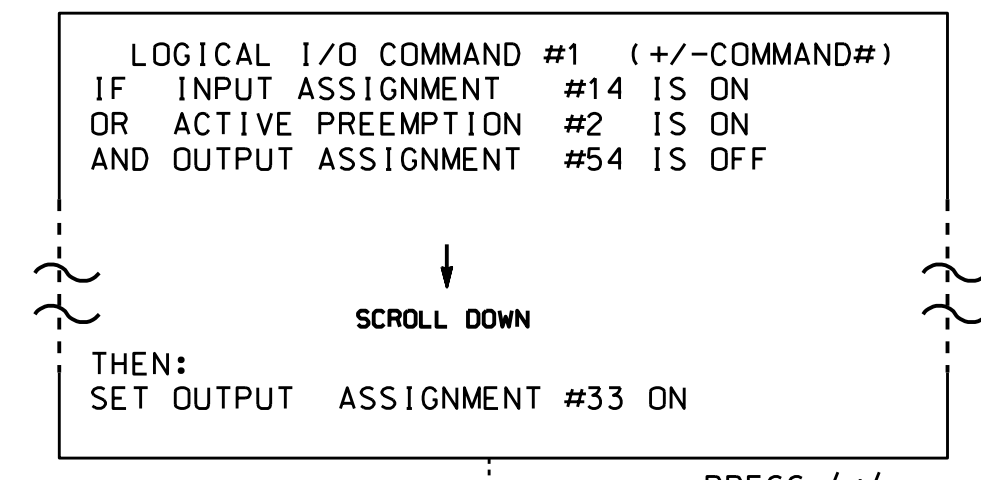 LOGICAL I/O COMMAND #1 (+/-COMMAND#)
IF INPUT ASSIGNMENT #14 IS ON
OR ACTIVE PREEMPTION #2 IS ON
AND OUTPUT ASSIGNMENT #54 IS OFF
SCROLL DOWN
THEN:
SET OUTPUT ASSIGNMENT #33 ON
PRESS